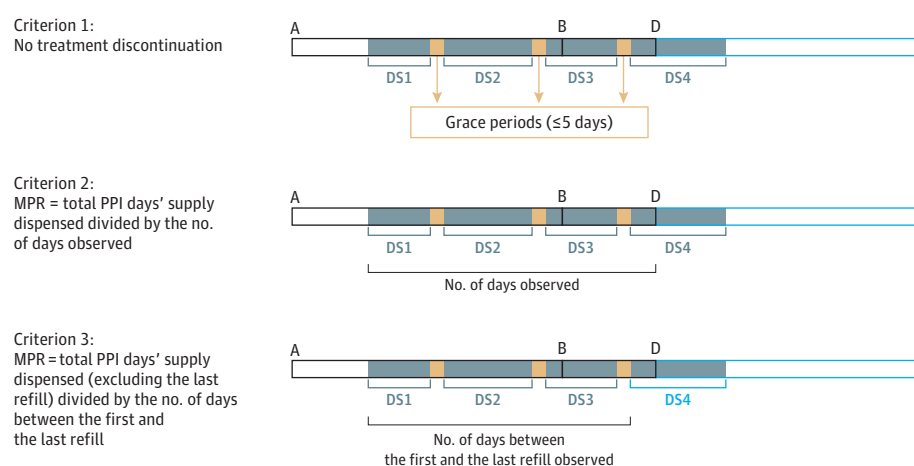 Criterion 1:
No treatment discontinuation
A
B
D
DS1
DS2
DS3
DS4
Grace periods (≤5 days)
Criterion 2:
MPR = total PPI days' supply
dispensed divided by the no.
of days observed
A
B
D
DS1
DS2
DS3
DS4
No. of days observed
Criterion 3:
MPR = total PPI days' supply
dispensed (excluding the last
refill) divided by the no. of days
between the first and
the last refill
A
B
D
DS1
DS2
DS3
DS4
No. of days between
the first and the last refill observed